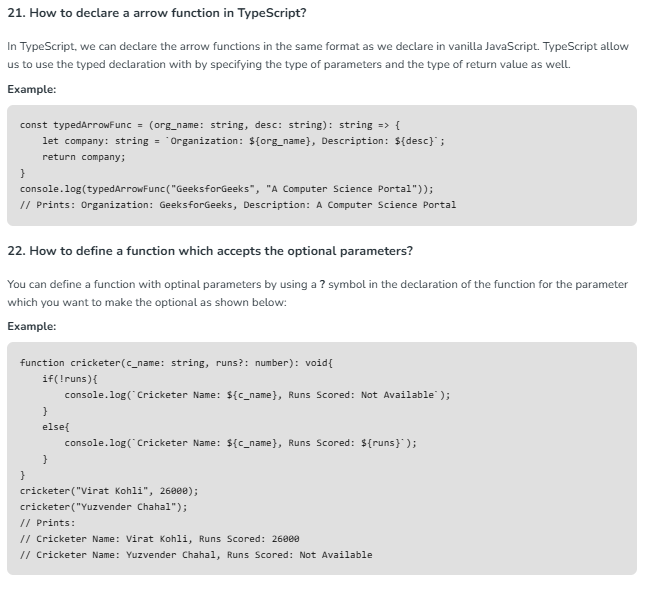 21. How to declare a arrow function in TypeScript?
In TypeScript, we can declare the arrow functions in the same format as we declare in vanilla JavaScript. TypeScript allow
us to use the typed declaration with by specifying the type of parameters and the type of return value as well.
Example:
const typedArrowFunc = (org_name: string, desc: string): string => {
    let company: string = `Organization: ${org_name}, Description: ${desc}`;
    return company;
}
console.log(typedArrowFunc("GeeksforGeeks", "A Computer Science Portal"));
// Prints: Organization: GeeksforGeeks, Description: A Computer Science Portal
22. How to define a function which accepts the optional parameters?
You can define a function with optinal parameters by using a ? symbol in the declaration of the function for the parameter
which you want to make the optional as shown below:
Example:
function cricketer(c_name: string, runs?: number): void{
    if(!runs){
        console.log(`Cricketer Name: ${c_name}, Runs Scored: Not Available`);
    }
    else{
        console.log(`Cricketer Name: ${c_name}, Runs Scored: ${runs}`);
    }
}
cricketer("Virat Kohli", 26000);
cricketer("Yuzvender Chahal");
// Prints:
// Cricketer Name: Virat Kohli, Runs Scored: 26000
// Cricketer Name: Yuzvender Chahal, Runs Scored: Not Available